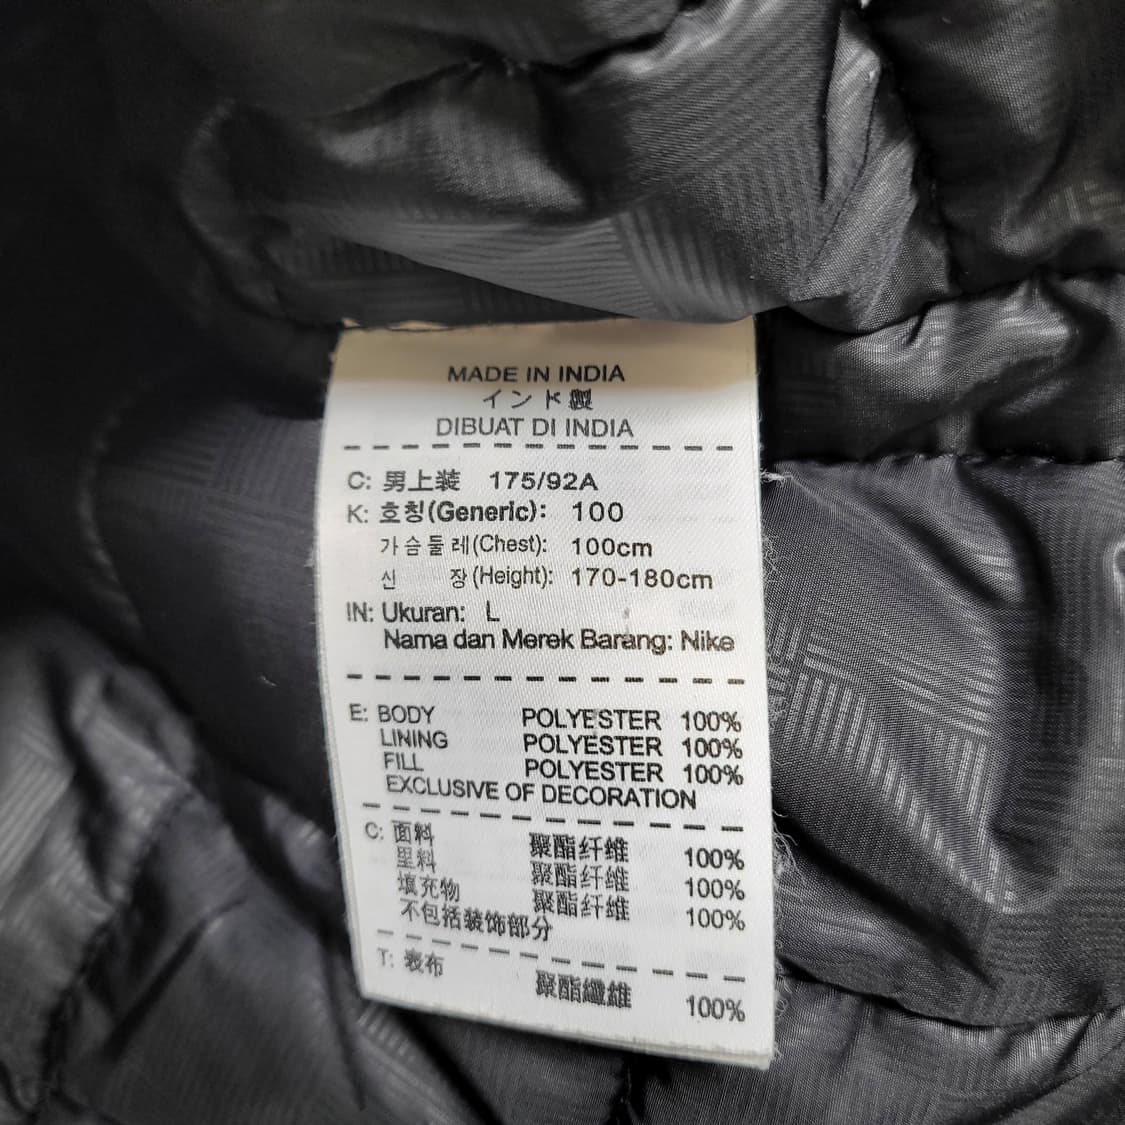 MADE IN INDIA
インド製
DIBUAT DI INDIA
C: 男上装 175/92A
K: 호칭(Generic): 100
가슴둘레(Chest): 100cm
신 장(Height): 170-180cm
IN: Ukuran: L
Nama dan Merek Barang: Nike
E: BODY POLYESTER 100%
LINING POLYESTER 100%
FILL POLYESTER 100%
EXCLUSIVE OF DECORATION
C: 面料 聚酯纤维 100%
里料 聚酯纤维 100%
填充物 聚酯纤维 100%
不包括装饰部分
T: 表布 聚酯纖維 100%